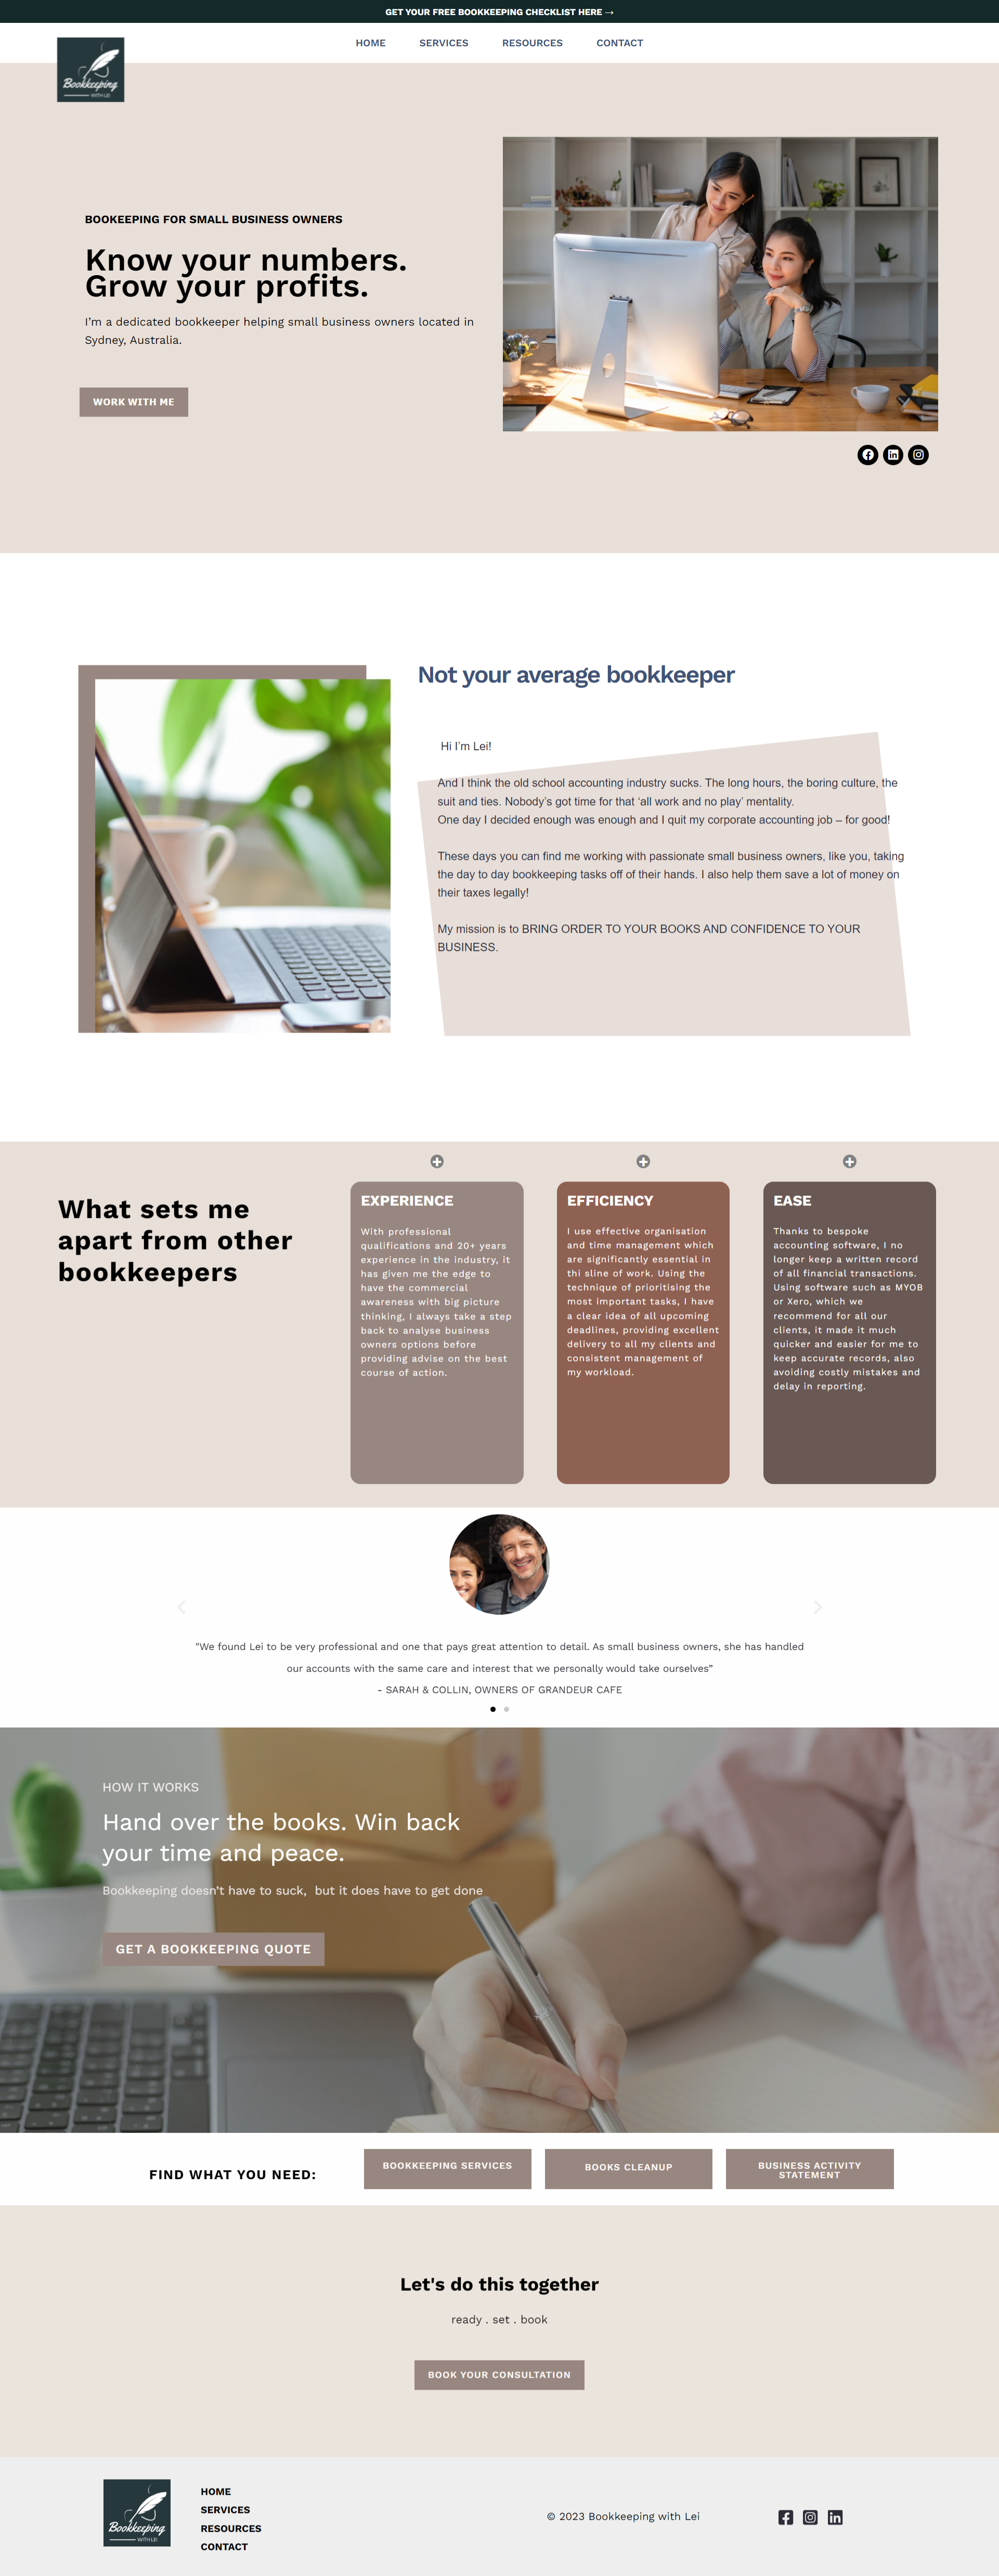 GET YOUR FREE BOOKKEEPING CHECKLIST HERE →
Bookkeeping
WITH LEI
HOME SERVICES RESOURCES CONTACT
BOOKEEPING FOR SMALL BUSINESS OWNERS
Know your numbers.
Grow your profits.
I'm a dedicated bookkeeper helping small business owners located in
Sydney, Australia.
WORK WITH ME
Not your average bookkeeper
Hi I'm Lei!
And I think the old school accounting industry sucks. The long hours, the boring culture, the
suit and ties. Nobody's got time for that 'all work and no play' mentality.
One day I decided enough was enough and I quit my corporate accounting job – for good!
These days you can find me working with passionate small business owners, like you, taking
the day to day bookkeeping tasks off of their hands. I also help them save a lot of money on
their taxes legally!
My mission is to BRING ORDER TO YOUR BOOKS AND CONFIDENCE TO YOUR
BUSINESS.
What sets me
apart from other
bookkeepers
EXPERIENCE
With professional
qualifications and 20+ years
experience in the industry, it
has given me the edge to
have the commercial
awareness with big picture
thinking, I always take a step
back to analyse business
owners options before
providing advise on the best
course of action.
EFFICIENCY
I use effective organisation
and time management which
are significantly essential in
thi sline of work. Using the
technique of prioritising the
most important tasks, I have
a clear idea of all upcoming
deadlines, providing excellent
delivery to all my clients and
consistent management of
my workload.
EASE
Thanks to bespoke
accounting software, I no
longer keep a written record
of all financial transactions.
Using software such as MYOB
or Xero, which we
recommend for all our
clients, it made it much
quicker and easier for me to
keep accurate records, also
avoiding costly mistakes and
delay in reporting.
"We found Lei to be very professional and one that pays great attention to detail. As small business owners, she has handled
our accounts with the same care and interest that we personally would take ourselves"
- SARAH & COLLIN, OWNERS OF GRANDEUR CAFE
HOW IT WORKS
Hand over the books. Win back
your time and peace.
Bookkeeping doesn't have to suck, but it does have to get done
GET A BOOKKEEPING QUOTE
FIND WHAT YOU NEED:
BOOKKEEPING SERVICES
BOOKS CLEANUP
BUSINESS ACTIVITY
STATEMENT
Let's do this together
ready . set . book
BOOK YOUR CONSULTATION
Bookkeeping
WITH LEI
HOME
SERVICES
RESOURCES
CONTACT
© 2023 Bookkeeping with Lei